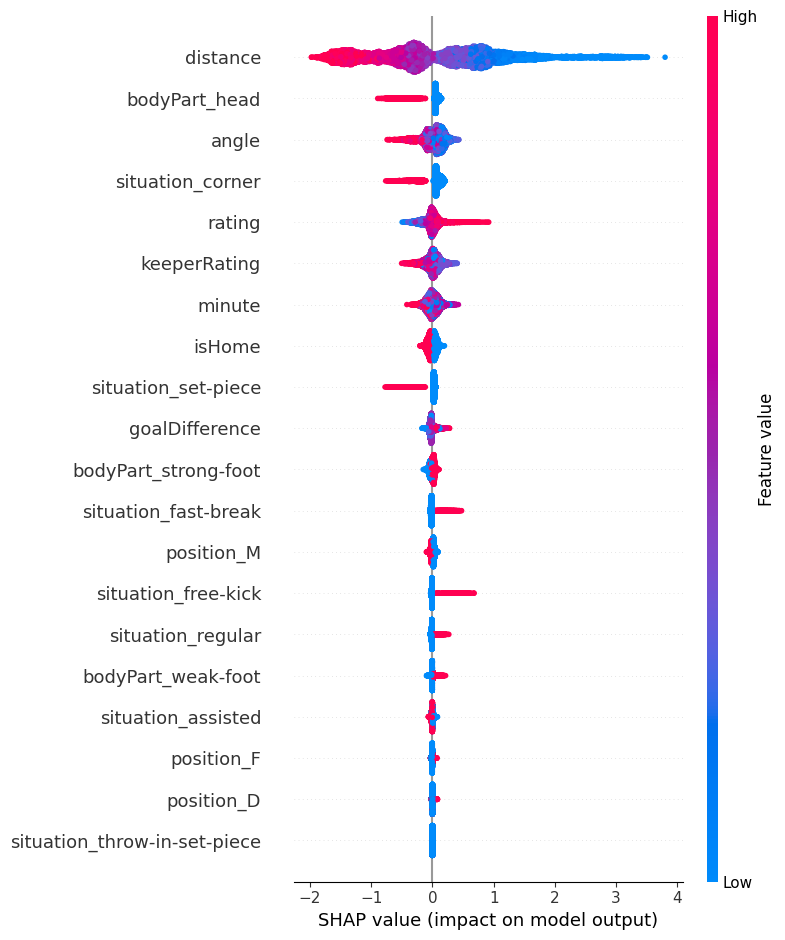 High
distance
bodyPart_head
angle
situation_corner
rating
keeperRating
minute
isHome
situation_set-piece
goalDifference
bodyPart_strong-foot
situation_fast-break
position_M
situation_free-kick
situation_regular
bodyPart_weak-foot
situation_assisted
position_F
position_D
situation_throw-in-set-piece
Feature value
Low
−2 −1 0 1 2 3 4
SHAP value (impact on model output)